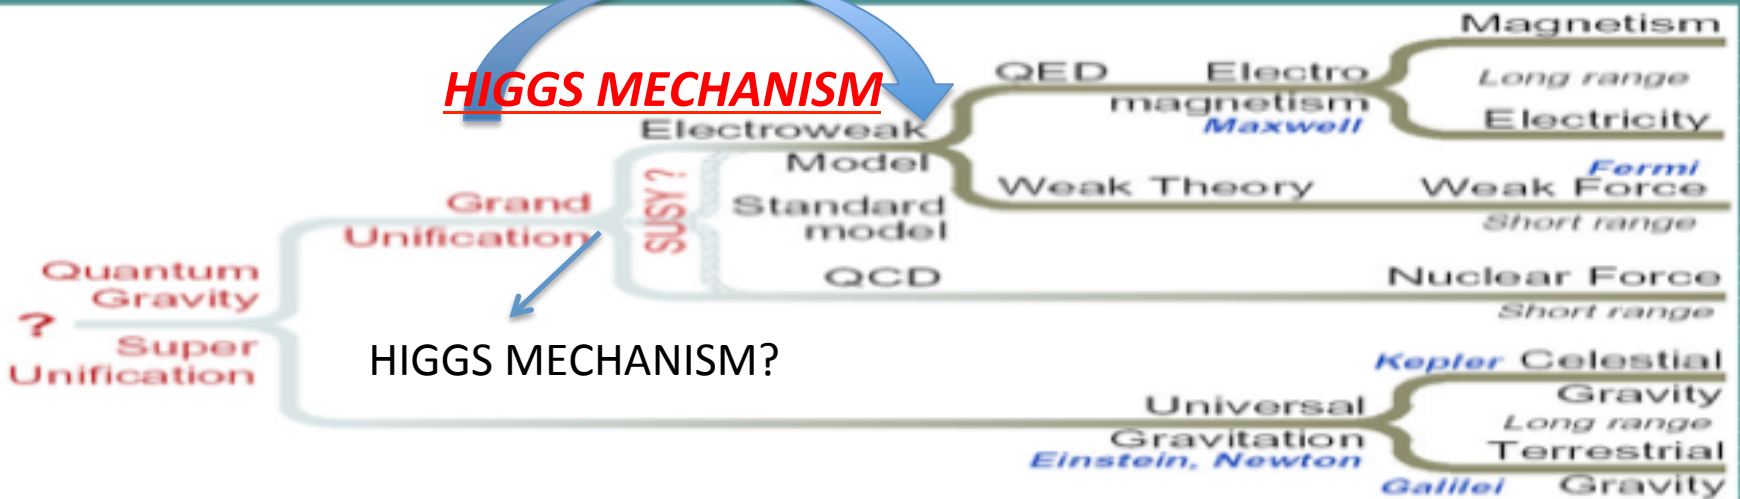 Magnetism
HIGGS MECHANISM
QED
Electro
magnetism
Maxwell
Long range
Electricity
Electroweak
Model
Fermi
Weak Theory
Weak Force
Short range
Grand
Unification
SUSY ?
Standard
model
QCD
Nuclear Force
Short range
Quantum
Gravity
?
Super
Unification
HIGGS MECHANISM?
Kepler Celestial
Gravity
Long range
Universal
Gravitation
Einstein, Newton
Terrestrial
Galilei Gravity